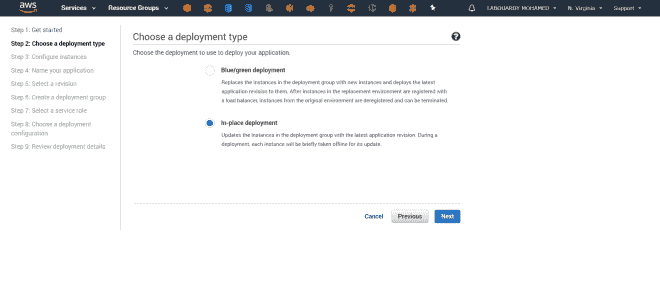 aws Services Resource Groups LABOUARDY MOHAMED N. Virginia Support
Step 1: Get started
Step 2: Choose a deployment type
Step 3: Configure instances
Step 4: Name your application
Step 5: Select a revision
Step 6: Create a deployment group
Step 7: Select a service role
Step 8: Choose a deployment
configuration
Step 9: Review deployment details
Choose a deployment type
?
Choose the deployment to use to deploy your application.
Blue/green deployment
Replaces the instances in the deployment group with new instances and deploys the latest
application revision to them. After instances in the replacement environment are registered with
a load balancer, instances from the original environment are deregistered and can be terminated.
In-place deployment
Updates the instances in the deployment group with the latest application revision. During a
deployment, each instance will be briefly taken offline for its update.
Cancel Previous Next